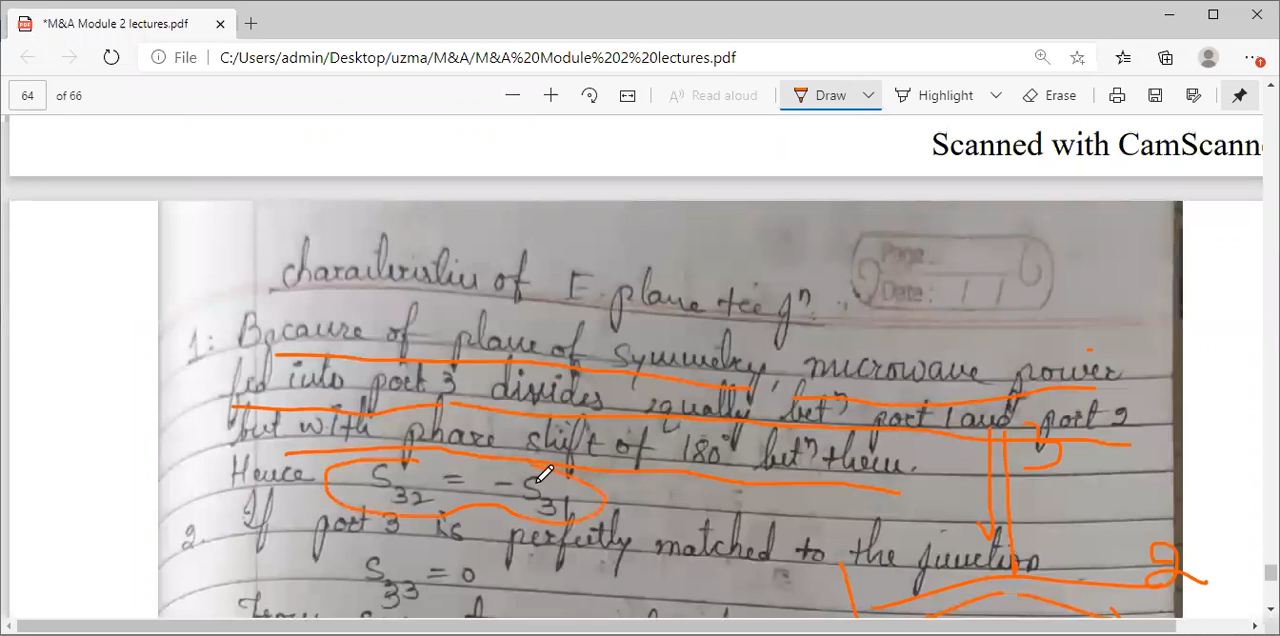 *M&A Module 2 lectures.pdf
File C:/Users/admin/Desktop/uzma/M&A/M&A%20Module%202%20lectures.pdf
64 of 66 Read aloud Draw Highlight Erase
Scanned with CamScann
Page
Date:
characteristics of E-plane tee jn.
1: Because of plane of symmetry, microwave power
fed into port 3 divides equally betn port 1 and port 2
but with phase shift of 180° betn them.
Hence S32 = -S31
2. If port 3 is perfectly matched to the junction
S33 = 0
2